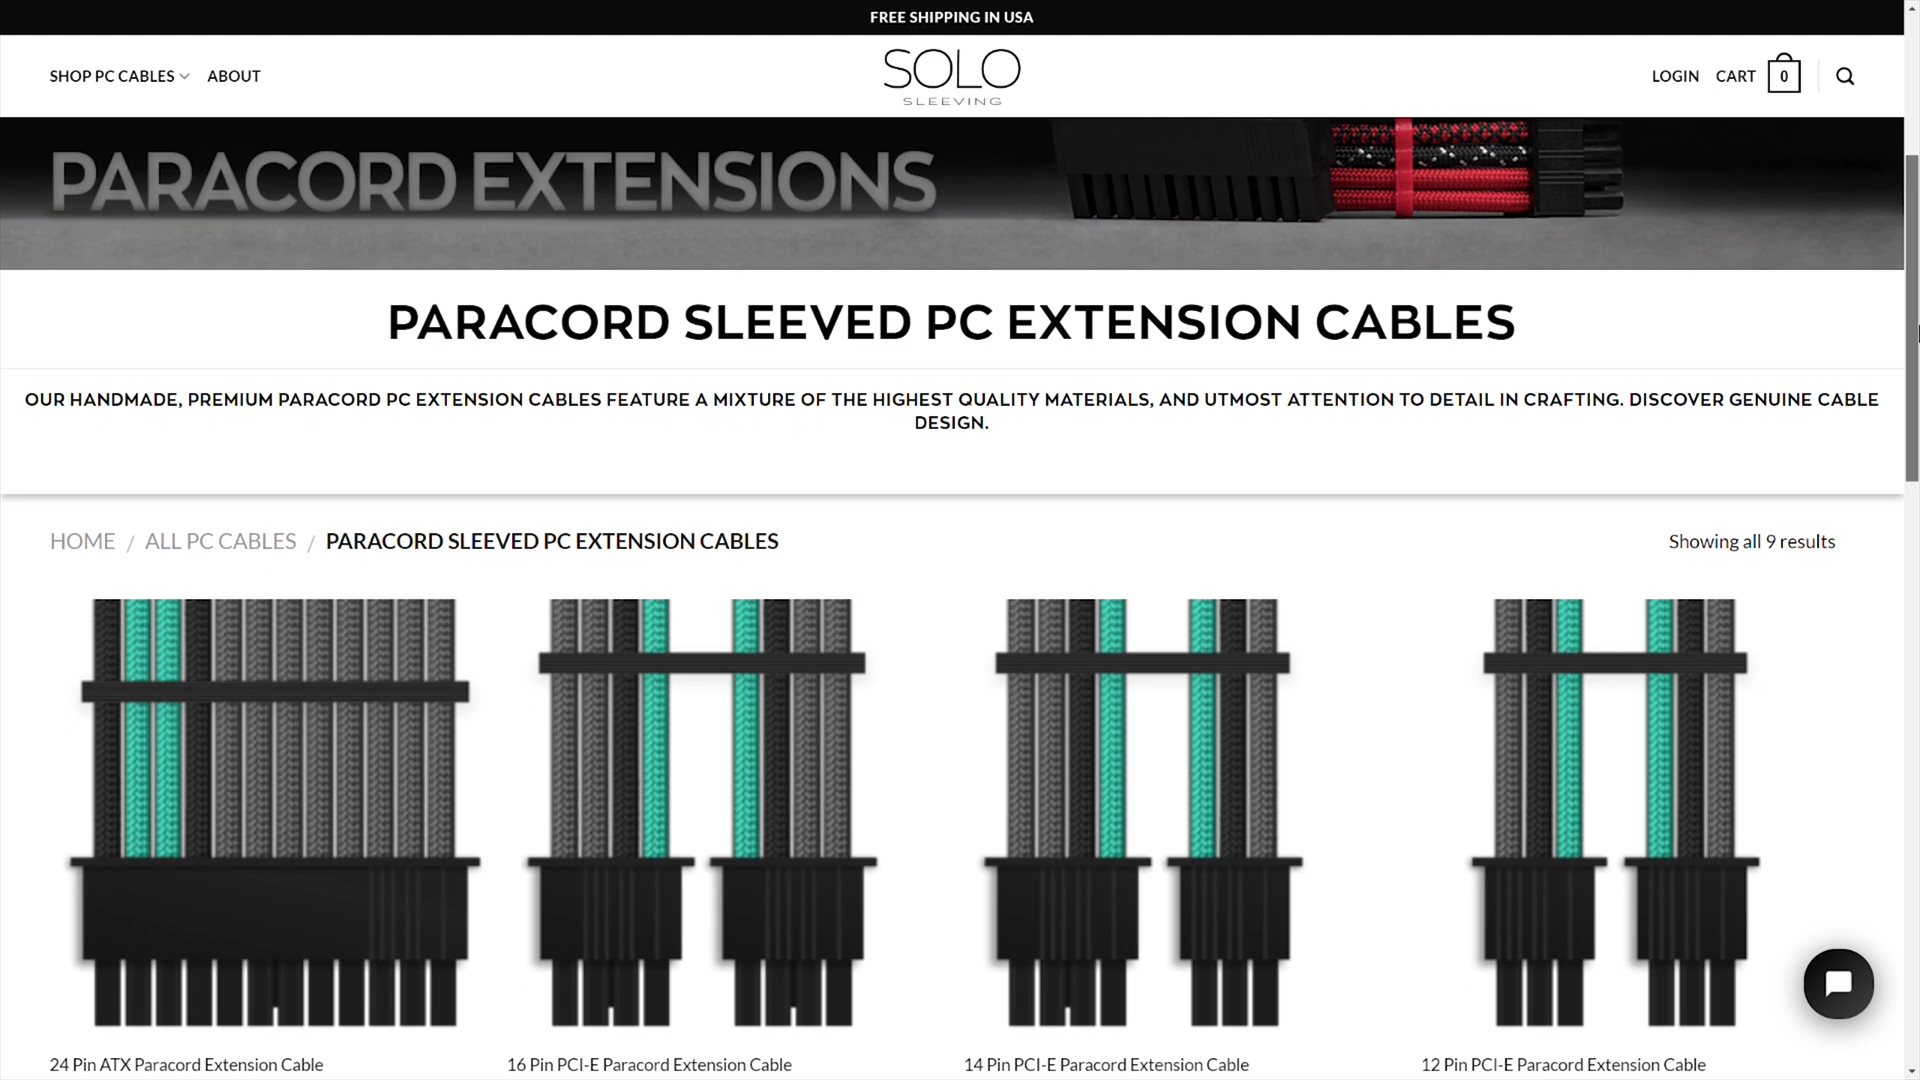 FREE SHIPPING IN USA
SHOP PC CABLES ABOUT
SOLO
SLEEVING
LOGIN CART 0
PARACORD EXTENSIONS
PARACORD SLEEVED PC EXTENSION CABLES
OUR HANDMADE, PREMIUM PARACORD PC EXTENSION CABLES FEATURE A MIXTURE OF THE HIGHEST QUALITY MATERIALS, AND UTMOST ATTENTION TO DETAIL IN CRAFTING. DISCOVER GENUINE CABLE
DESIGN.
HOME / ALL PC CABLES / PARACORD SLEEVED PC EXTENSION CABLES
Showing all 9 results
24 Pin ATX Paracord Extension Cable
16 Pin PCI-E Paracord Extension Cable
14 Pin PCI-E Paracord Extension Cable
12 Pin PCI-E Paracord Extension Cable